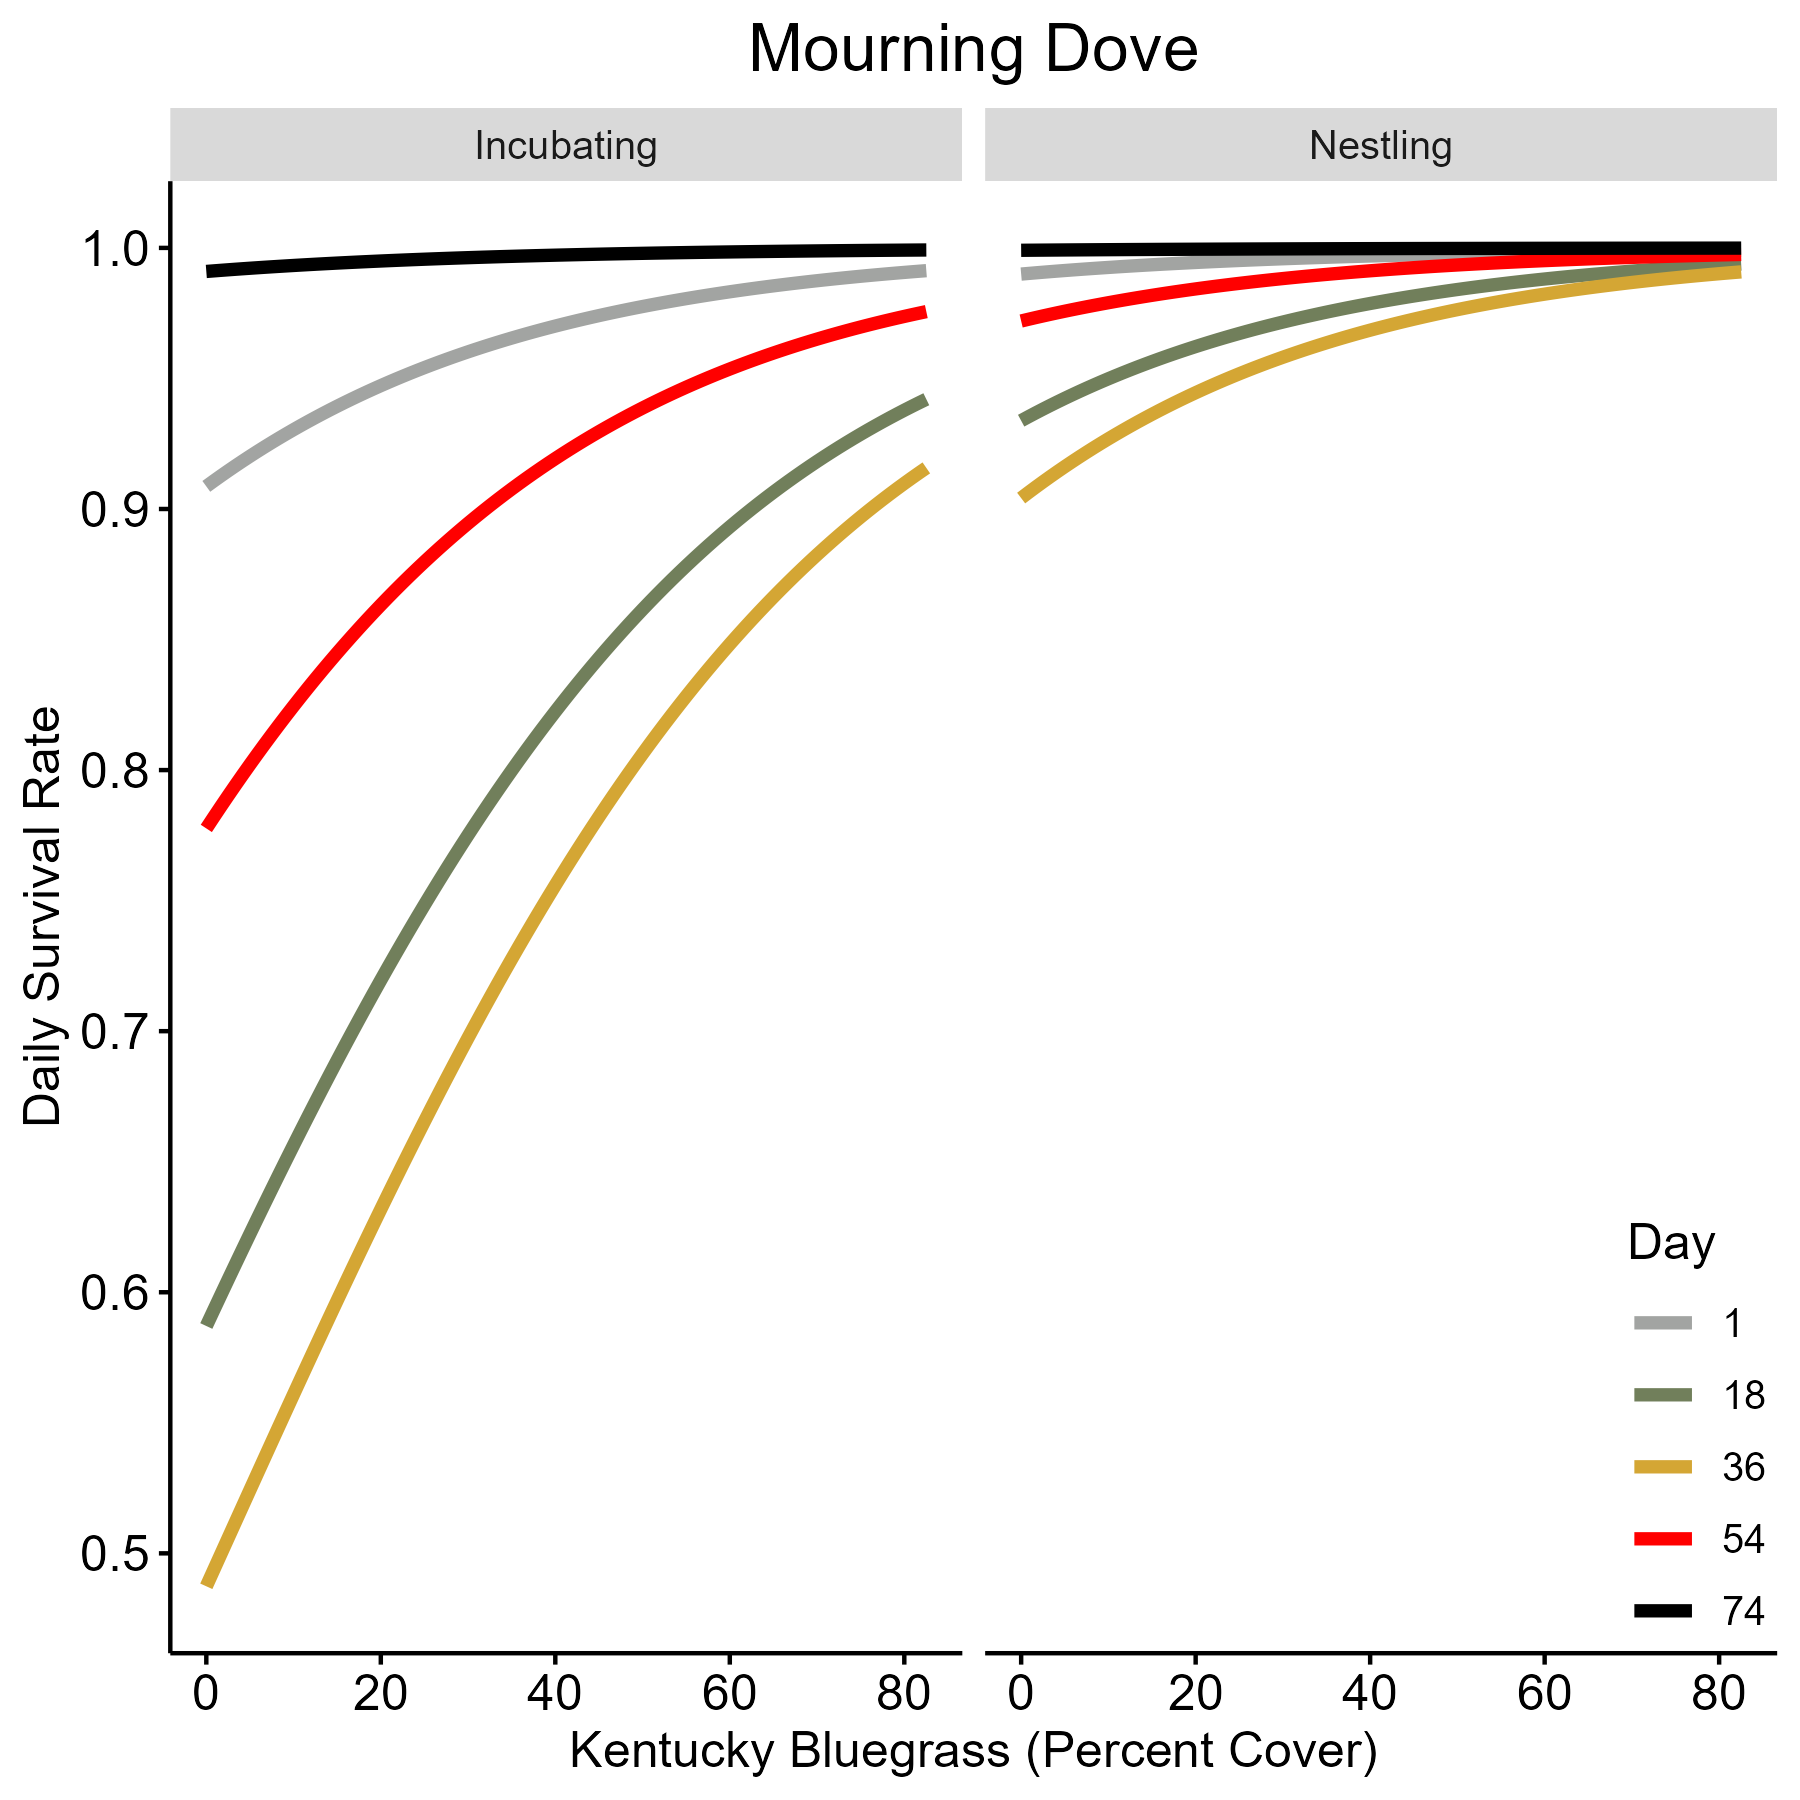 Mourning Dove
Incubating
Nestling
Daily Survival Rate
1.0
0.9
0.8
0.7
0.6
0.5
0 20 40 60 80
0 20 40 60 80
Kentucky Bluegrass (Percent Cover)
Day
1
18
36
54
74